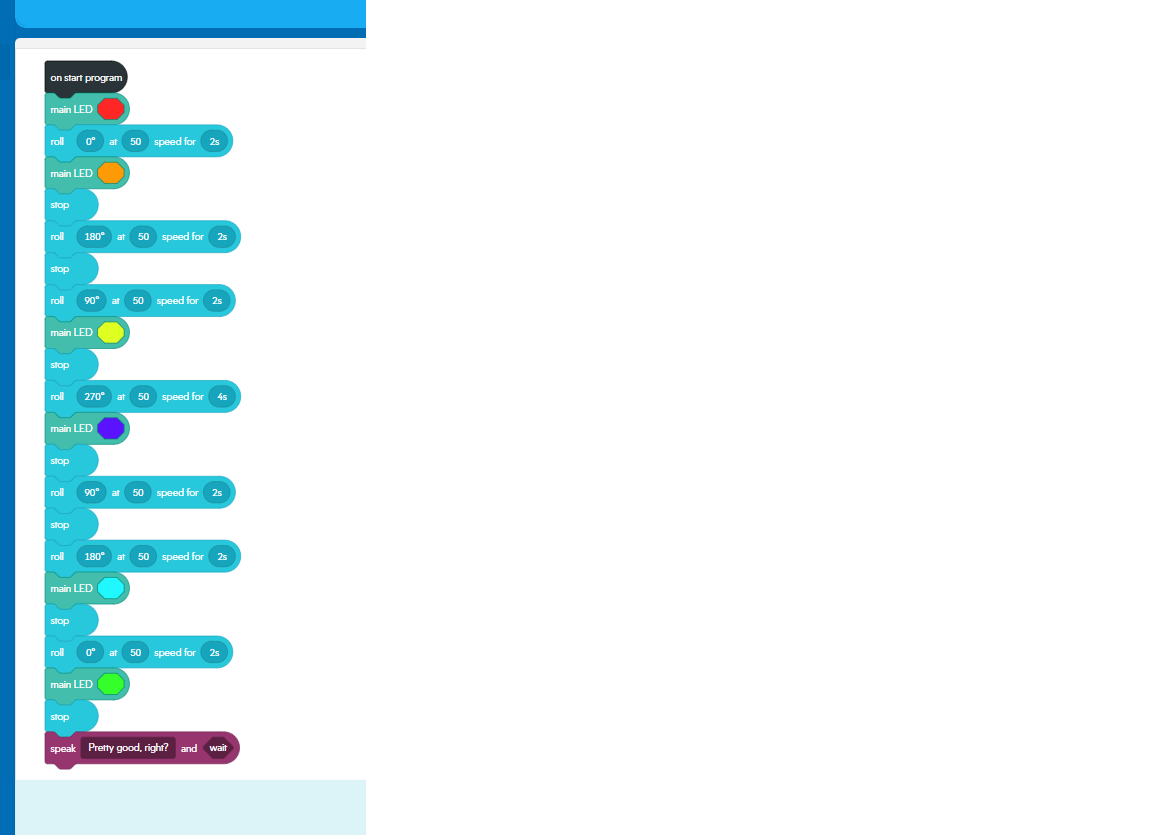 on start program
main LED
roll 0° at 50 speed for 2s
main LED
stop
roll 180° at 50 speed for 2s
stop
roll 90° at 50 speed for 2s
main LED
stop
roll 270° at 50 speed for 4s
main LED
stop
roll 90° at 50 speed for 2s
stop
roll 180° at 50 speed for 2s
main LED
stop
roll 0° at 50 speed for 2s
main LED
stop
speak Pretty good, right? and wait